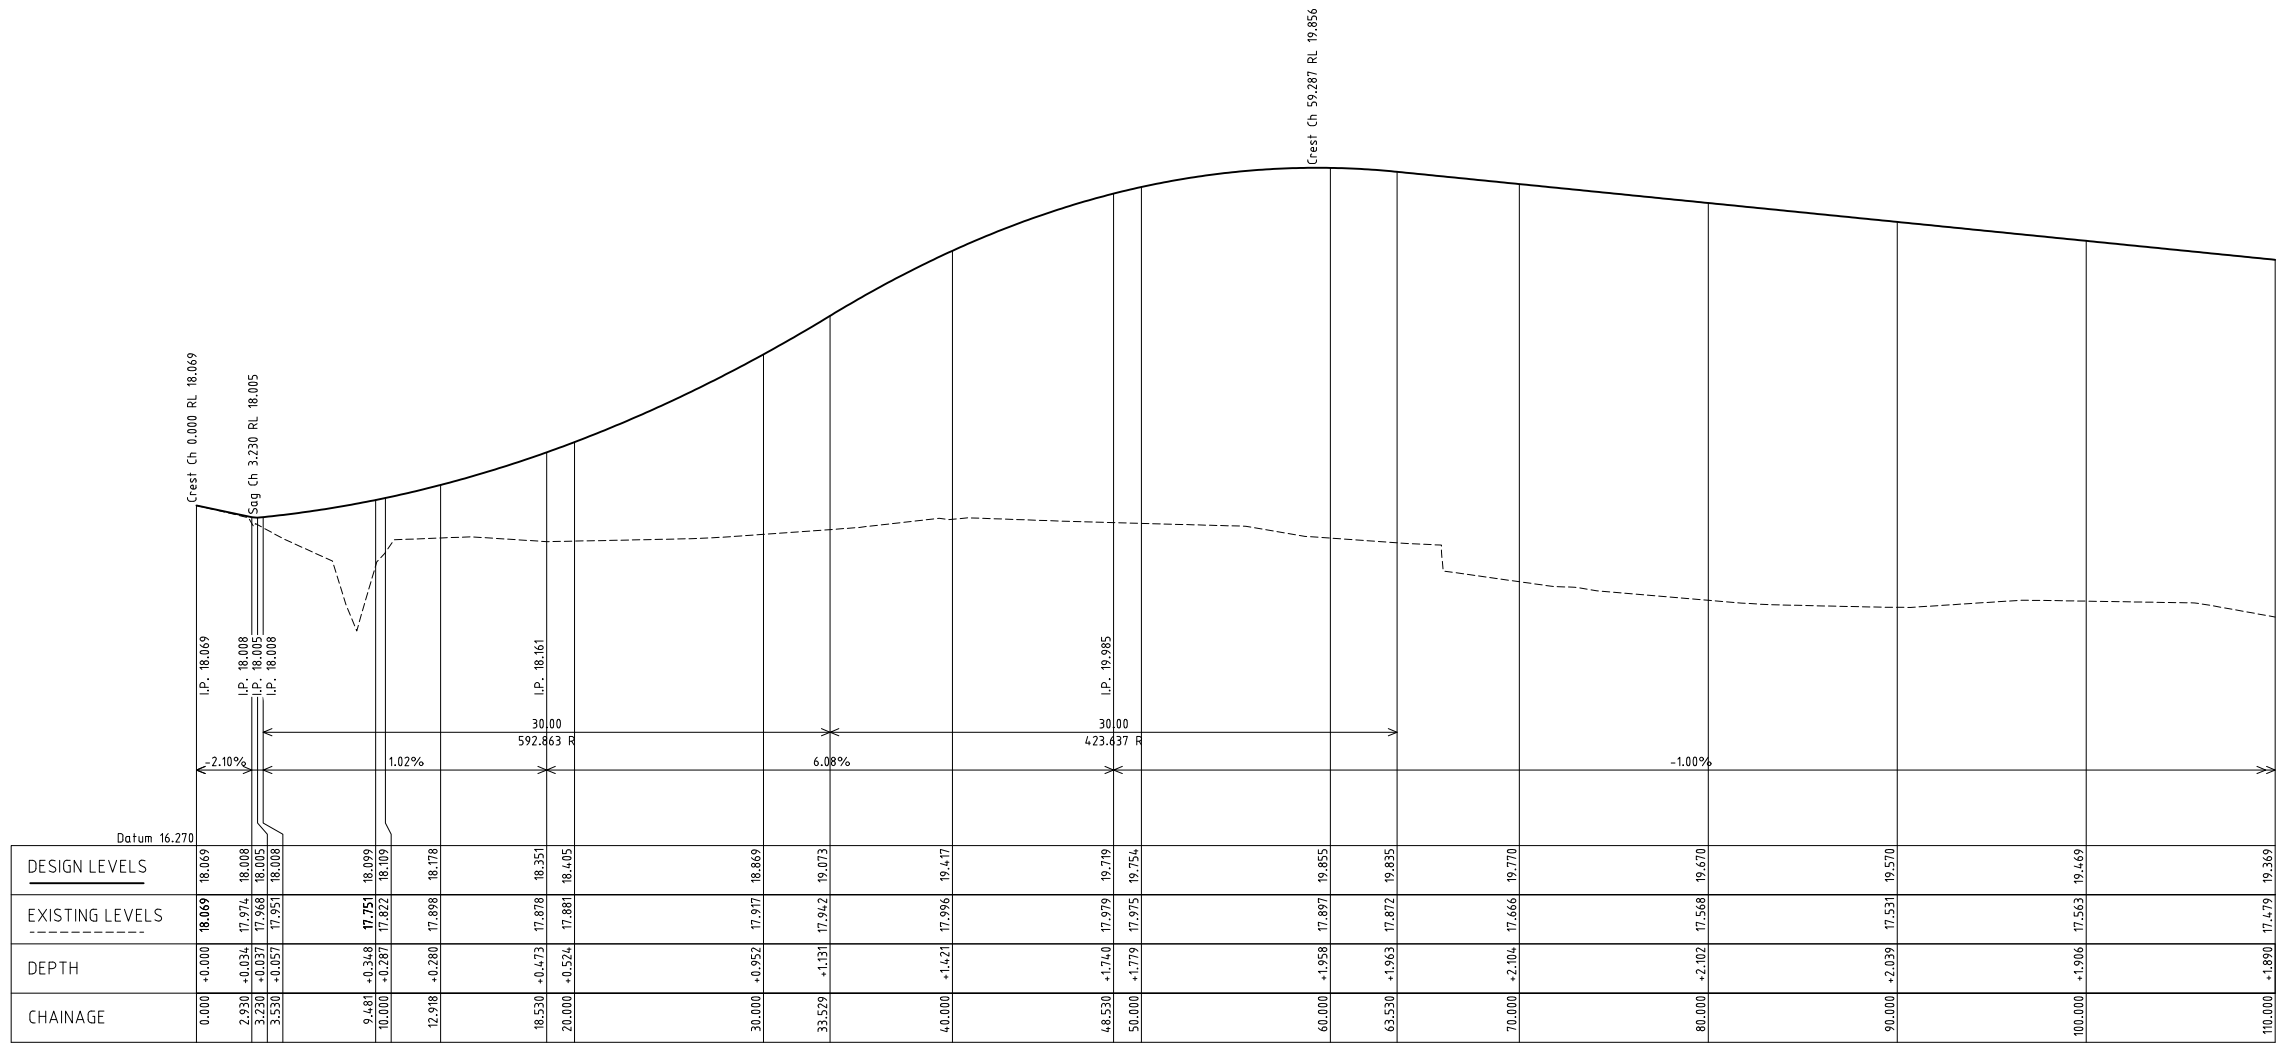 Crest Ch 59.287 RL 19.856
Crest Ch 0.000 RL 18.069
Sag Ch 3.230 RL 18.005
I.P. 18.069
I.P. 18.008
I.P. 18.005
I.P. 18.008
I.P. 18.161
I.P. 19.985
30.00
592.863 R
30.00
423.637 R
-2.10%
1.02%
6.08%
-1.00%
Datum 16.270
DESIGN LEVELS 18.069 18.008 18.005 18.008 18.099 18.109 18.178 18.351 18.405 18.869 19.073 19.417 19.719 19.754 19.855 19.835 19.770 19.670 19.570 19.469 19.369
EXISTING LEVELS 18.069 17.974 17.968 17.951 17.751 17.822 17.898 17.878 17.881 17.917 17.942 17.996 17.979 17.975 17.897 17.872 17.666 17.568 17.531 17.563 17.479
DEPTH +0.000 +0.034 +0.037 +0.057 +0.348 +0.287 +0.280 +0.473 +0.524 +0.952 +1.131 +1.421 +1.740 +1.779 +1.958 +1.963 +2.104 +2.102 +2.039 +1.906 +1.890
CHAINAGE 0.000 2.930 3.230 3.530 9.481 10.000 12.918 18.530 20.000 30.000 33.529 40.000 48.530 50.000 60.000 63.530 70.000 80.000 90.000 100.000 110.000